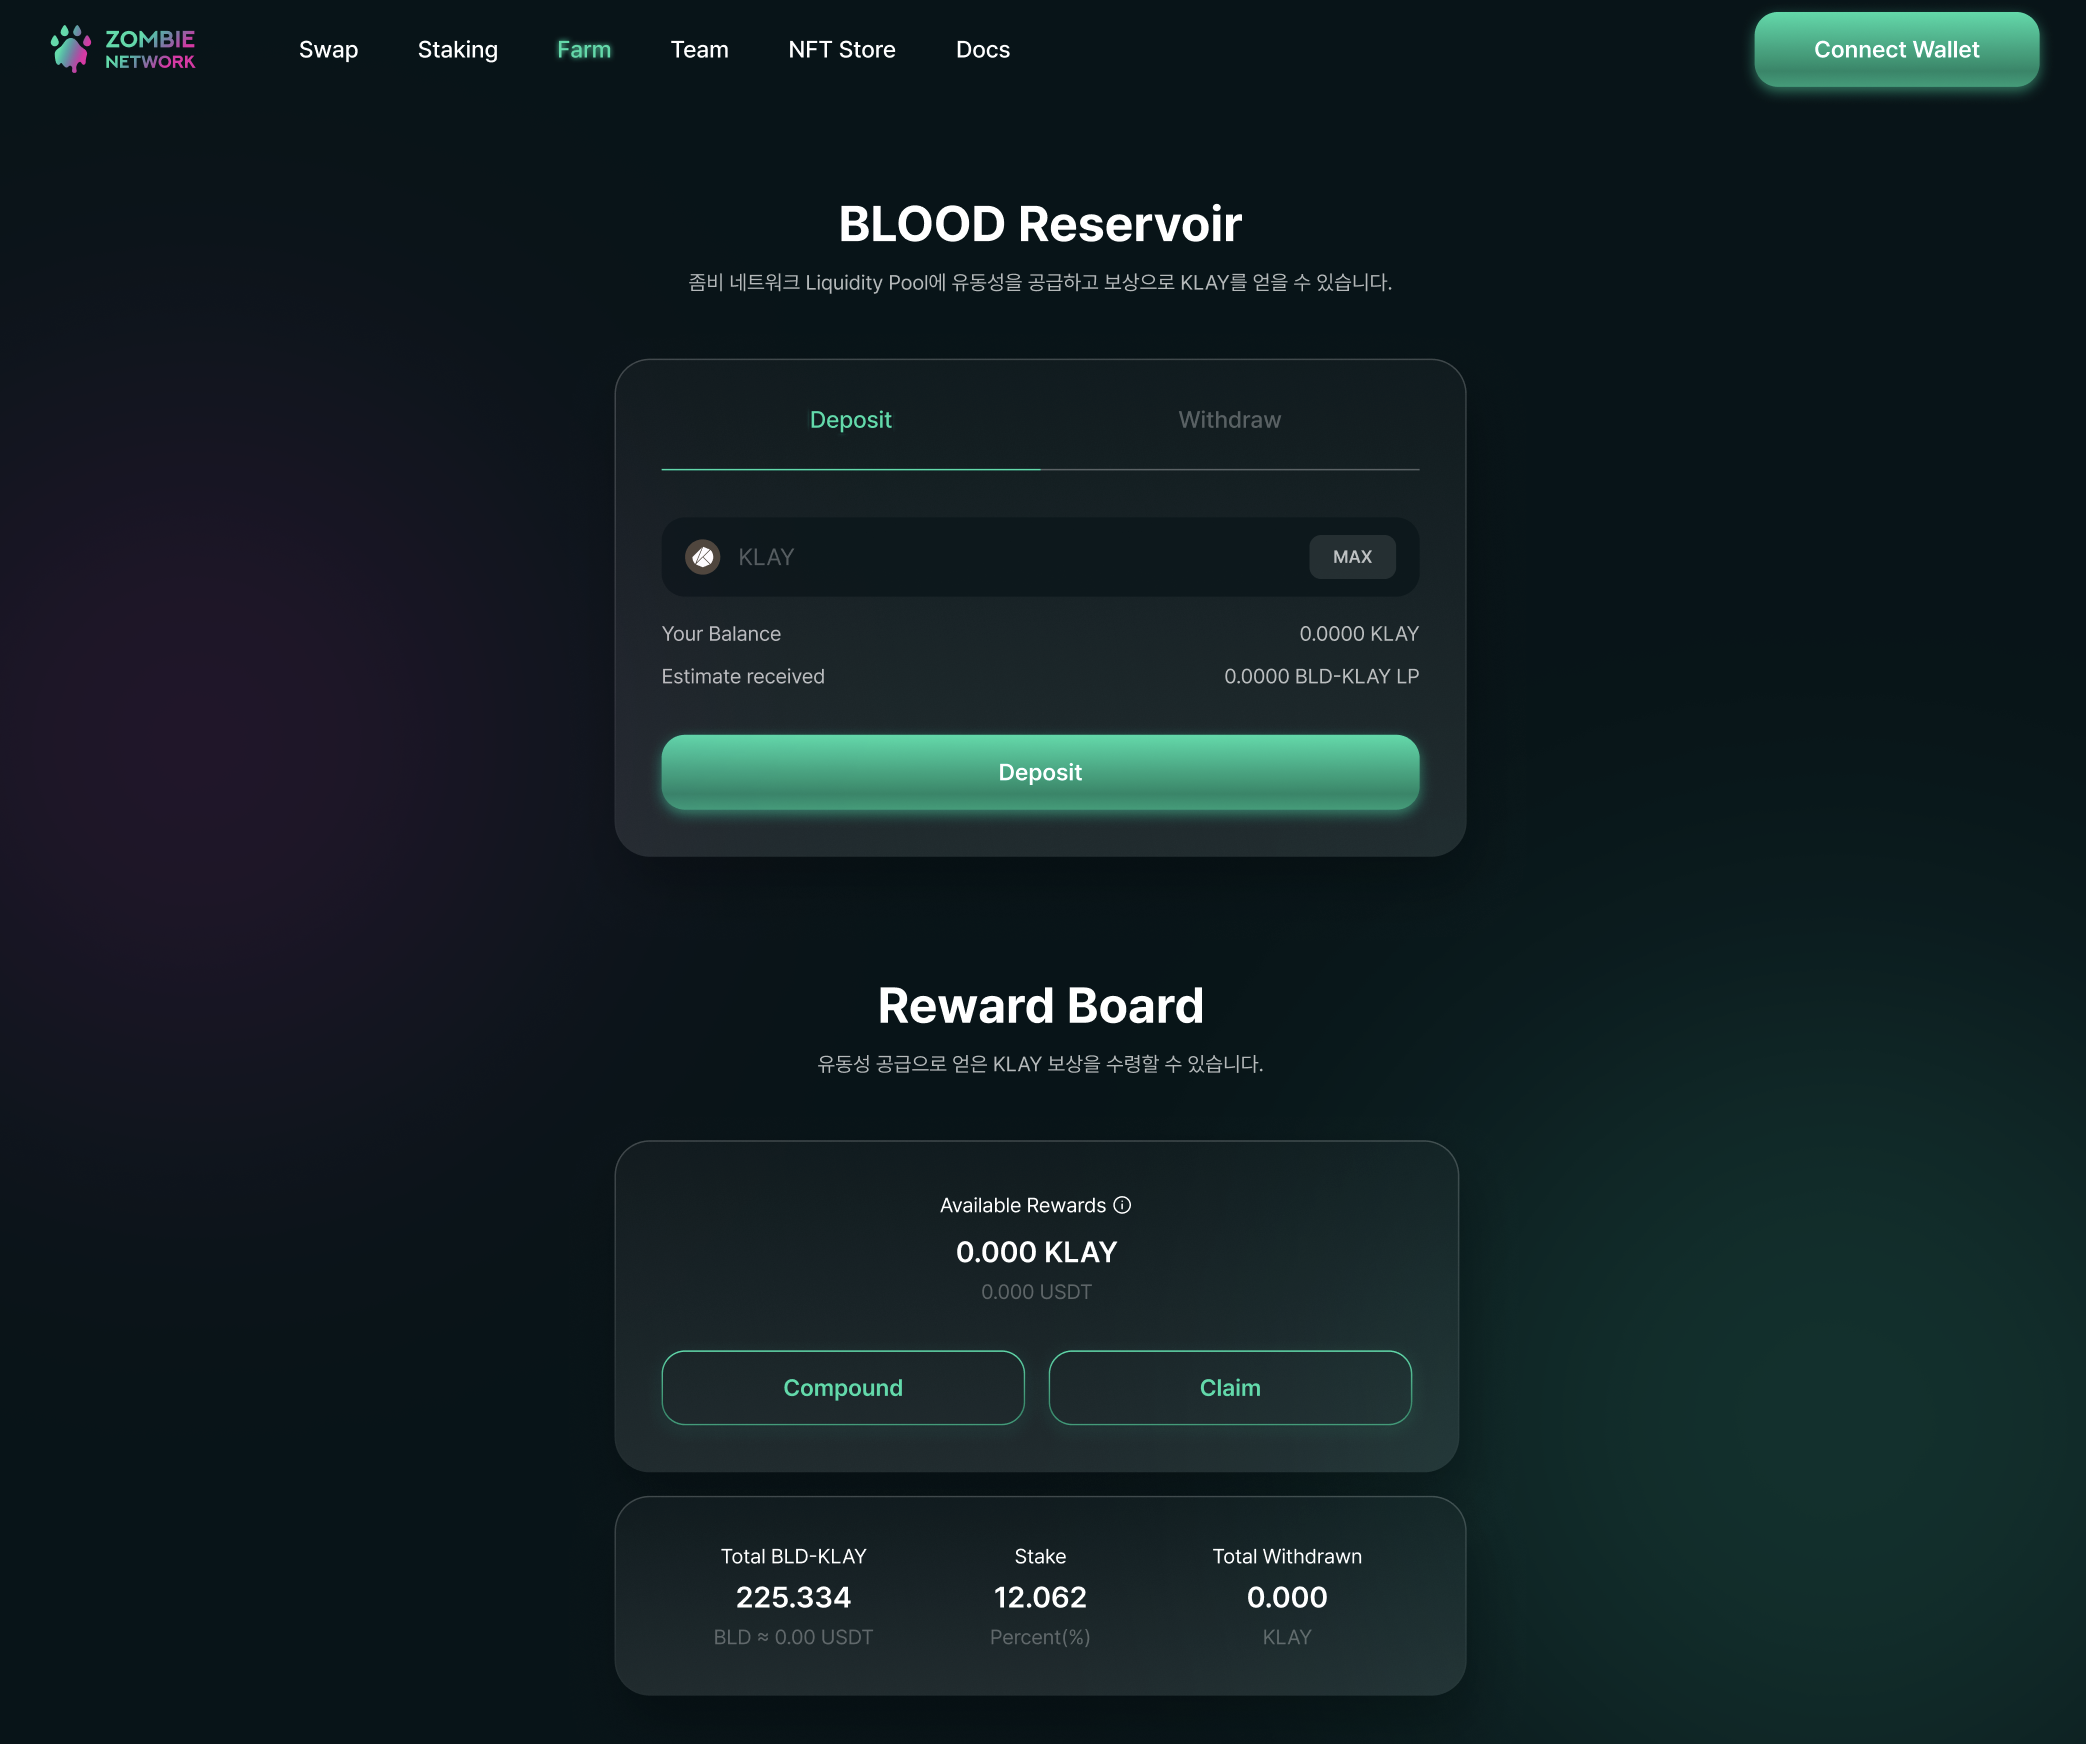 ZOMBIE
NETWORK
Swap
Staking
Farm
Team
NFT Store
Docs
Connect Wallet
BLOOD Reservoir
좀비 네트워크 Liquidity Pool에 유동성을 공급하고 보상으로 KLAY를 얻을 수 있습니다.
Deposit
Withdraw
KLAY
MAX
Your Balance
0.0000 KLAY
Estimate received
0.0000 BLD-KLAY LP
Deposit
Reward Board
유동성 공급으로 얻은 KLAY 보상을 수령할 수 있습니다.
Available Rewards
0.000 KLAY
0.000 USDT
Compound
Claim
Total BLD-KLAY
225.334
BLD ≈ 0.00 USDT
Stake
12.062
Percent(%)
Total Withdrawn
0.000
KLAY